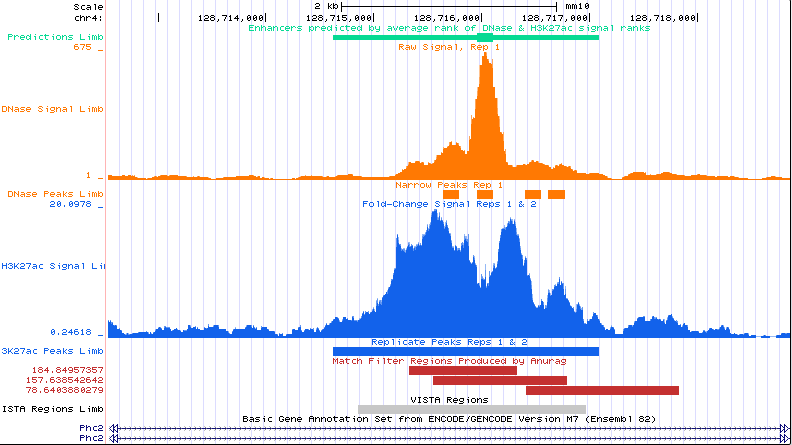 Scale 2 kb mm10
chr4: 128,714,000 128,715,000 128,716,000 128,717,000 128,718,000
Enhancers predicted by average rank of DNase & H3K27ac signal ranks
Predictions Limb
Raw Signal, Rep 1
675 _
DNase Signal Limb
1 _
Narrow Peaks Rep 1
DNase Peaks Limb
Fold-Change Signal Reps 1 & 2
20.0978 _
H3K27ac Signal Li
0.24618 _
Replicate Peaks Reps 1 & 2
3K27ac Peaks Limb
Match Filter Regions Produced by Anurag
184.84957357
157.638542642
78.6403880279
VISTA Regions
ISTA Regions Limb
Basic Gene Annotation Set from ENCODE/GENCODE Version M7 (Ensembl 82)
Phc2
Phc2